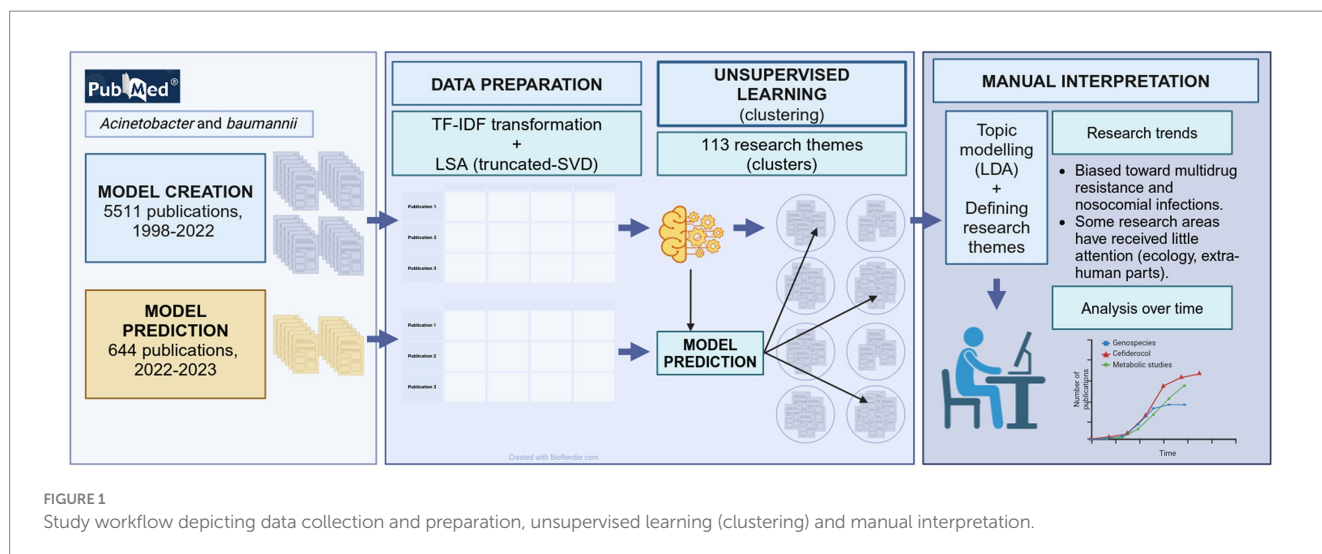 PubMed®
Acinetobacter and baumannii
MODEL CREATION
5511 publications,
1998-2022
MODEL
PREDICTION
644 publications,
2022-2023
DATA PREPARATION
TF-IDF transformation
+
LSA (truncated-SVD)
Publication 1
Publication 2
Publication 3
Publication 1
Publication 2
Publication 3
UNSUPERVISED
LEARNING
(clustering)
113 research themes
(clusters)
MODEL
PREDICTION
Created with BioRender.com
MANUAL INTERPRETATION
Topic
modelling
(LDA)
+
Defining
research
themes
Research trends
• Biased toward multidrug
resistance and
nosocomial infections.
• Some research areas
have received little
attention (ecology, extra-
human parts).
Analysis over time
Genospecies
Cefiderocol
Metabolic studies
Number of
publications
Time
FIGURE 1
Study workflow depicting data collection and preparation, unsupervised learning (clustering) and manual interpretation.